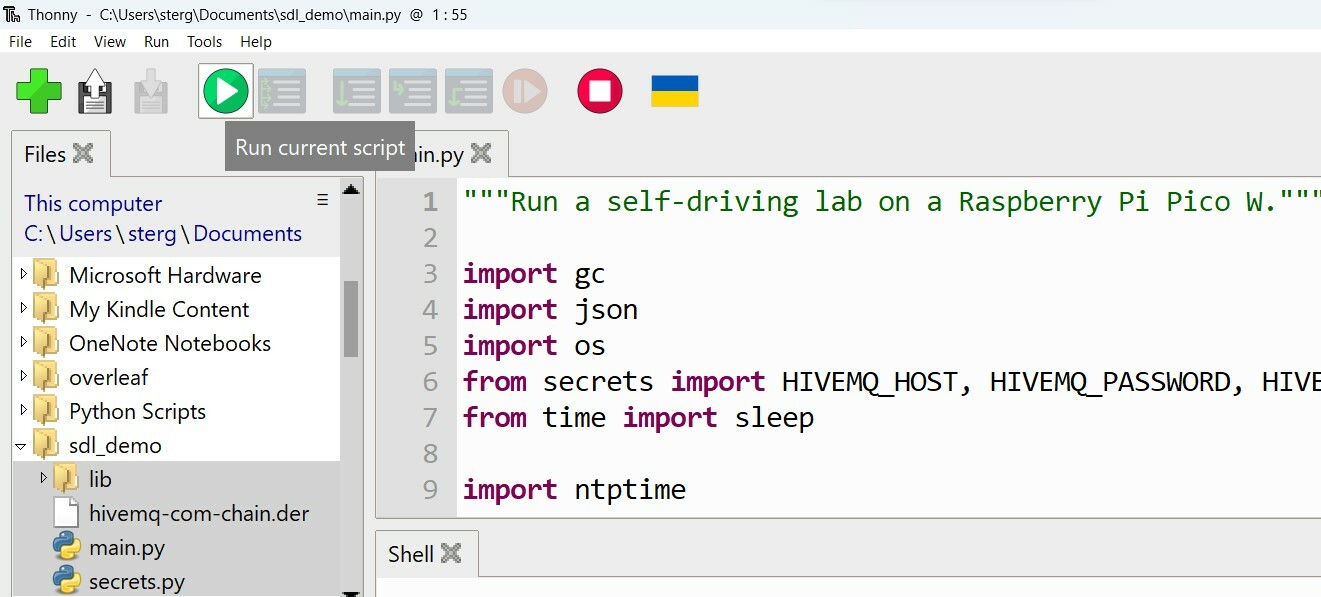 Thonny - C:\Users\sterg\Documents\sdl_demo\main.py @ 1:55
File Edit View Run Tools Help
Run current script
Files
in.py
This computer
C:\Users\sterg\Documents
Microsoft Hardware
My Kindle Content
OneNote Notebooks
overleaf
Python Scripts
sdl_demo
lib
hivemq-com-chain.der
main.py
secrets.py
1 """Run a self-driving lab on a Raspberry Pi Pico W."""
2
3 import gc
4 import json
5 import os
6 from secrets import HIVEMQ_HOST, HIVEMQ_PASSWORD, HIVE
7 from time import sleep
8
9 import ntptime
Shell